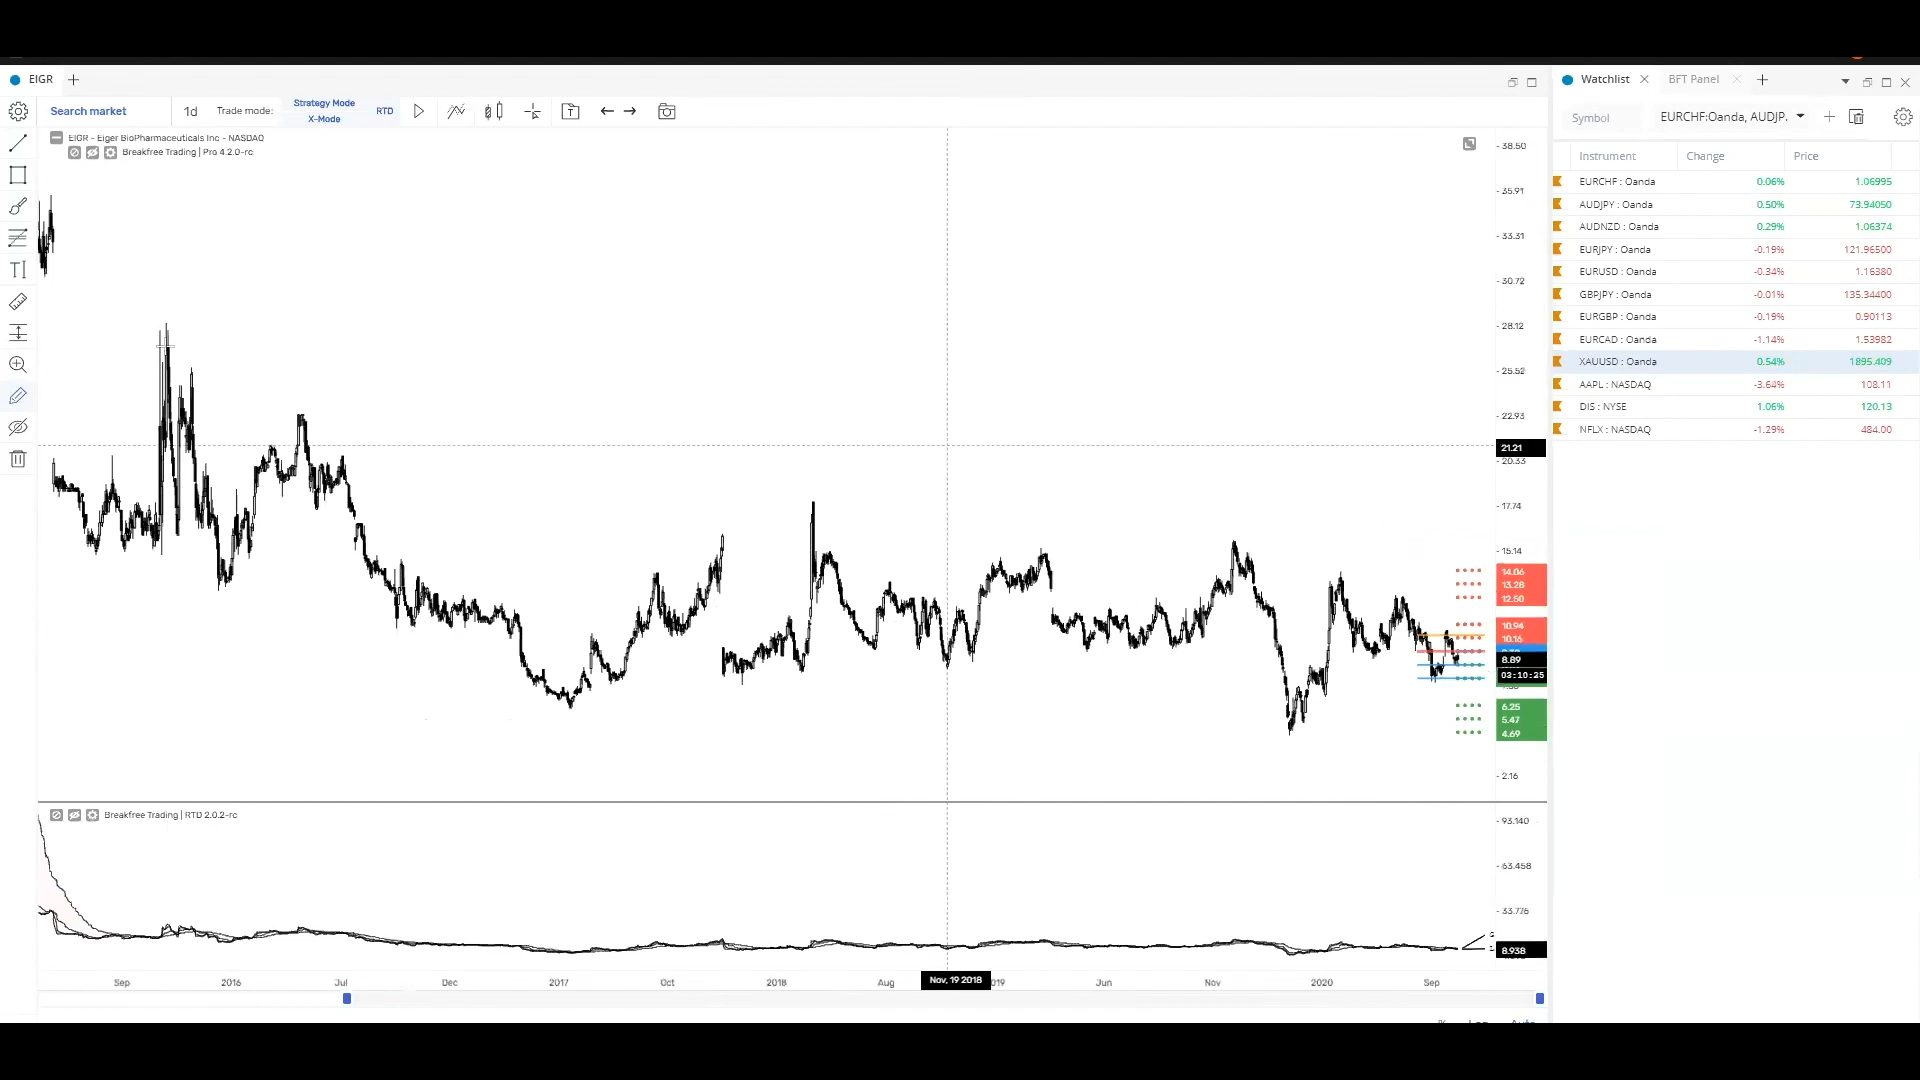 EIGR
Watchlist
BFT Panel
Search market
1d
Trade mode:
Strategy Mode
X-Mode
RTD
Symbol
EURCHF:Oanda, AUDJP.
EIGR - Eiger BioPharmaceuticals Inc - NASDAQ
Breakfree Trading | Pro 4.2.0-rc
Instrument Change Price
EURCHF : Oanda 0.06% 1.06995
AUDJPY : Oanda 0.50% 73.94050
AUDNZD : Oanda 0.29% 1.06374
EURJPY : Oanda -0.19% 121.96500
EURUSD : Oanda -0.34% 1.16380
GBPJPY : Oanda -0.01% 135.34400
EURGBP : Oanda -0.19% 0.90113
EURCAD : Oanda -1.14% 1.53982
XAUUSD : Oanda 0.54% 1895.409
AAPL : NASDAQ -3.64% 108.11
DIS : NYSE 1.06% 120.13
NFLX : NASDAQ -1.29% 484.00
38.50
35.91
33.31
30.72
28.12
25.52
22.93
21.21
20.33
17.74
15.14
14.06
13.28
12.50
10.94
10.16
8.89
03:10:25
6.25
5.47
4.69
2.16
Breakfree Trading | RTD 2.0.2-rc
93.140
63.458
33.776
8.938
Sep 2016 Jul Dec 2017 Oct 2018 Aug Nov, 19 2018 019 Jun Nov 2020 Sep